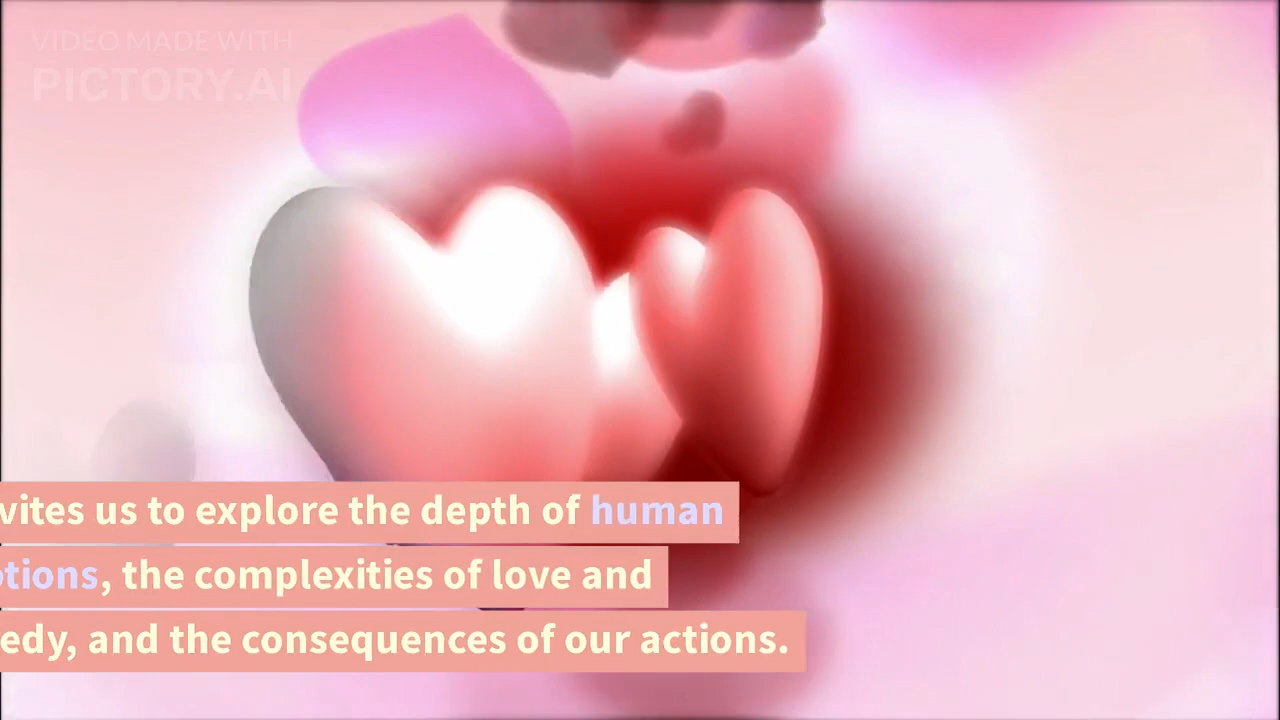 VIDEO MADE WITH
PICTORY.AI
vites us to explore the depth of human
otions, the complexities of love and
edy, and the consequences of our actions.